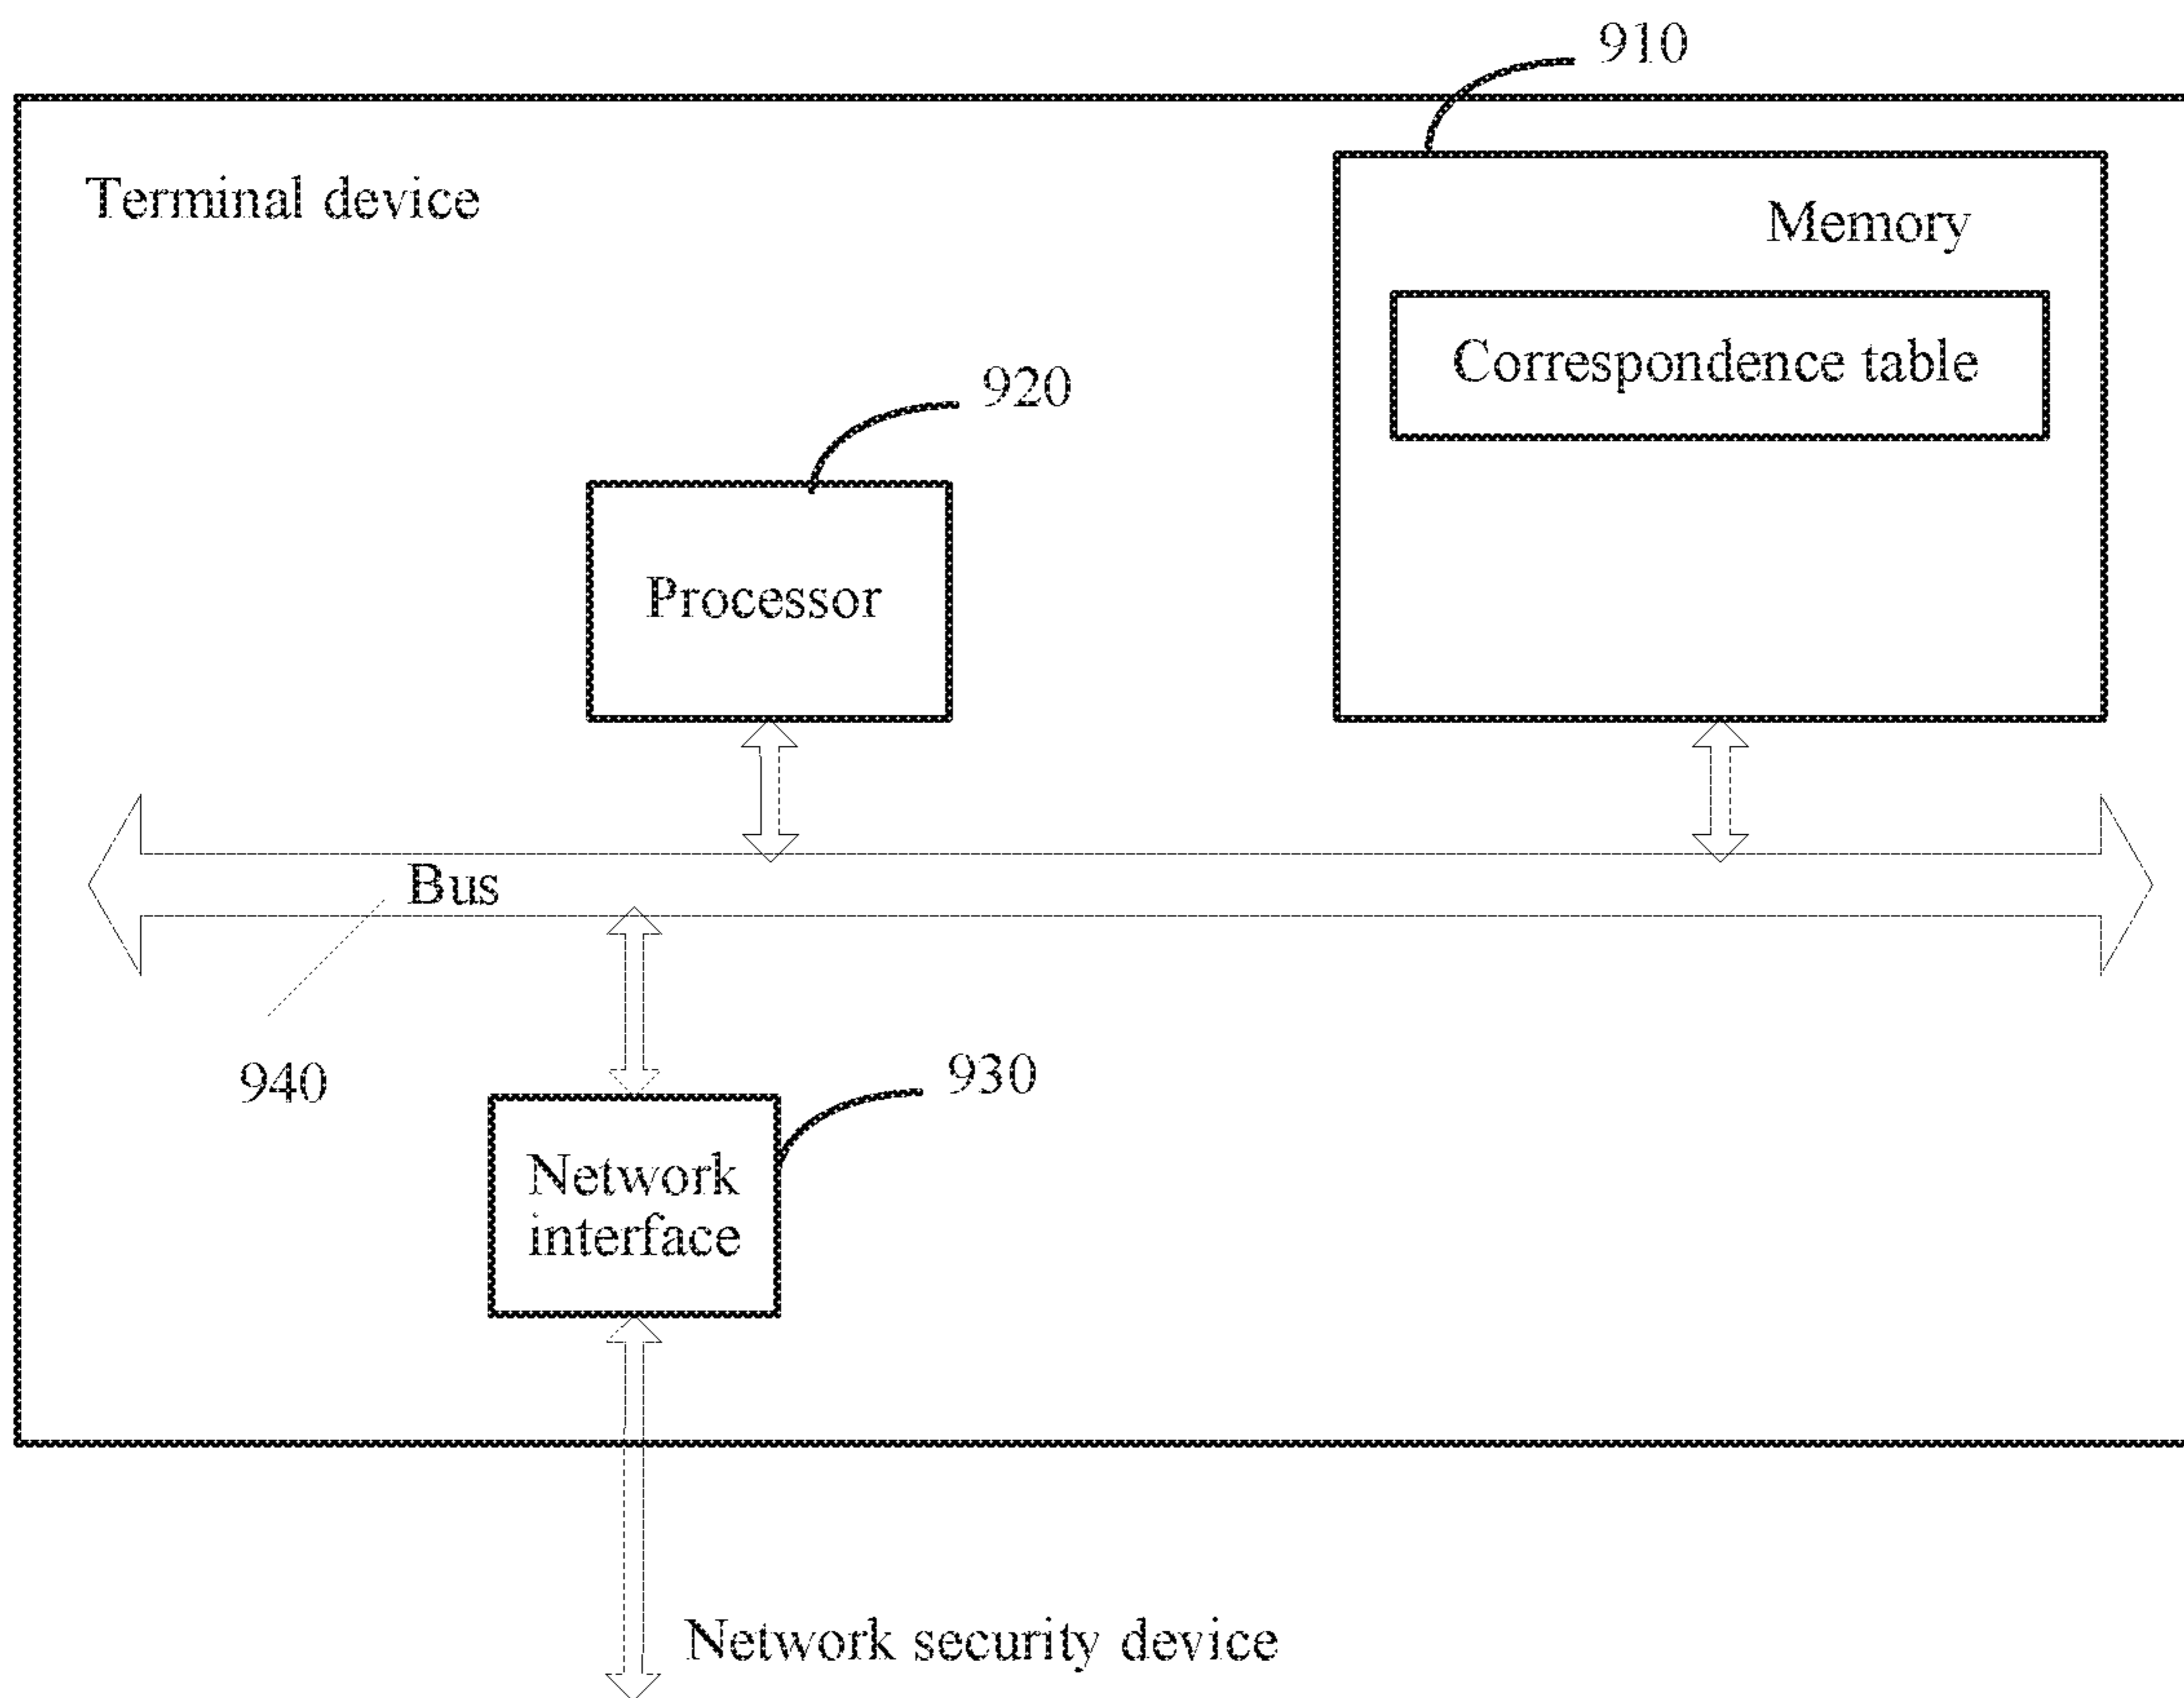 910
Terminal device
Memory
Correspondence table
920
Processor
Bus
940
930
Network
interface
Network security device